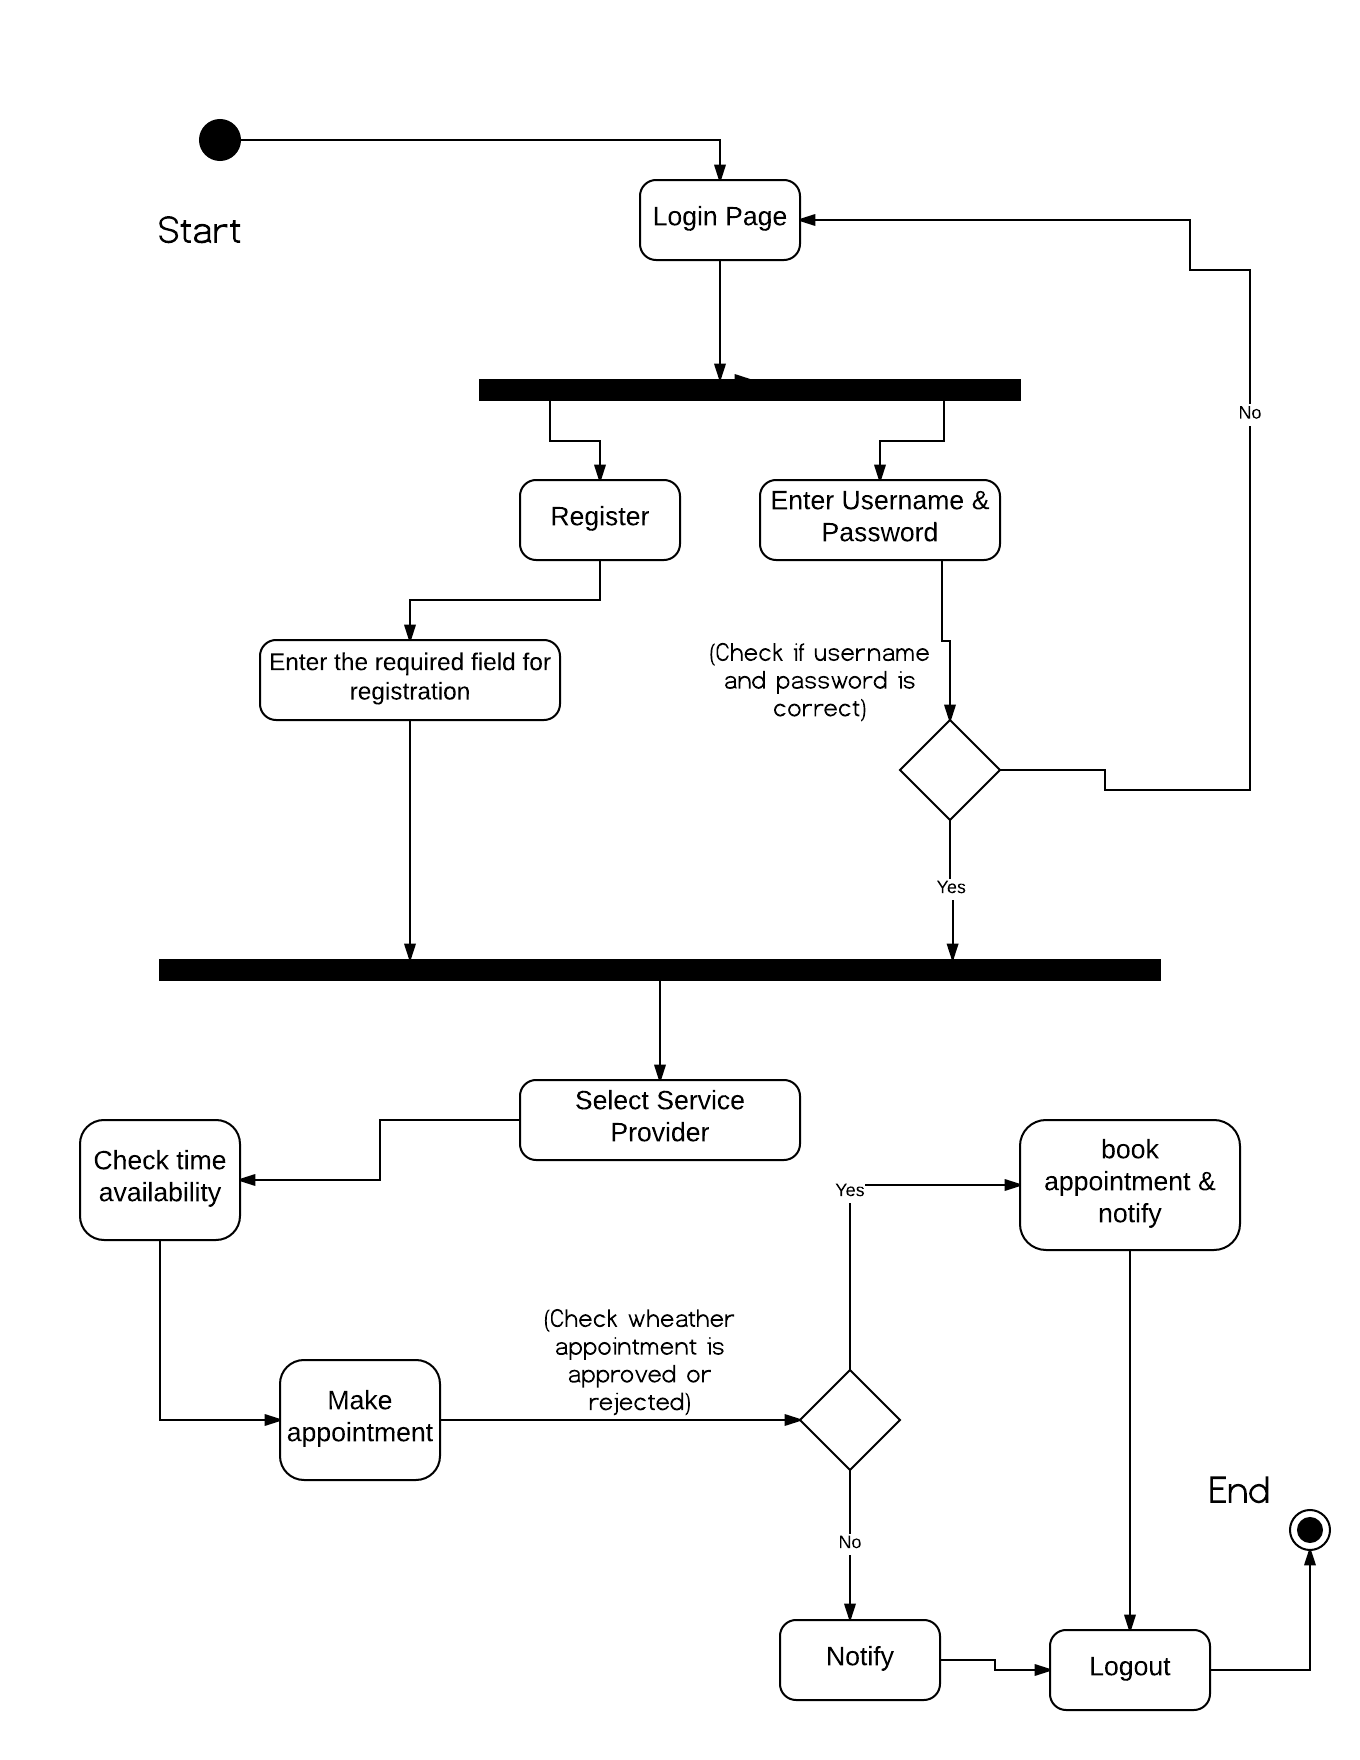 Start
Login Page
No
Register
Enter Username &
Password
Enter the required field for
registration
(Check if username
and password is
correct)
Yes
Select Service
Provider
Check time
availability
book
appointment &
notify
Yes
(Check wheather
appointment is
approved or
rejected)
Make
appointment
End
No
Notify
Logout